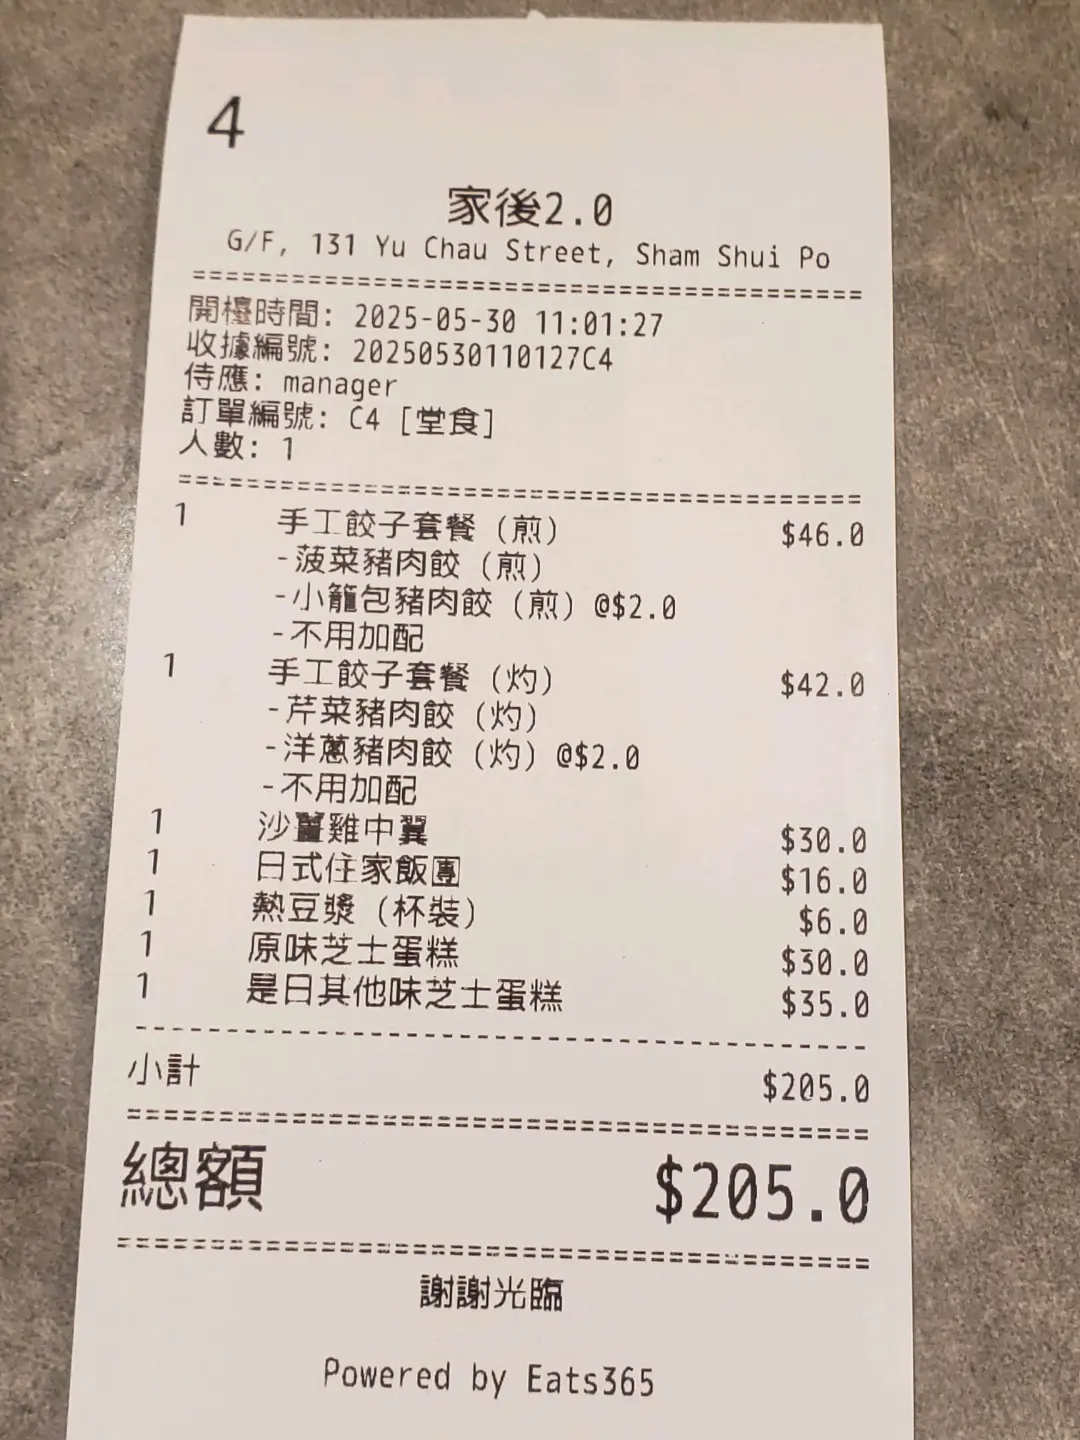 4
家後2.0
G/F, 131 Yu Chau Street, Sham Shui Po
開檯時間: 2025-05-30 11:01:27
收據編號: 20250530110127C4
侍應: manager
訂單編號: C4 [堂食]
人數: 1
1 手工餃子套餐 (煎) $46.0
-菠菜豬肉餃 (煎)
-小籠包豬肉餃 (煎) @$2.0
-不用加配
1 手工餃子套餐 (灼) $42.0
-芹菜豬肉餃 (灼)
-洋蔥豬肉餃 (灼) @$2.0
-不用加配
1 沙薑雞中翼 $30.0
1 日式住家飯團 $16.0
1 熱豆漿 (杯裝) $6.0
1 原味芝士蛋糕 $30.0
1 是日其他味芝士蛋糕 $35.0
小計 $205.0
總額 $205.0
謝謝光臨
Powered by Eats365